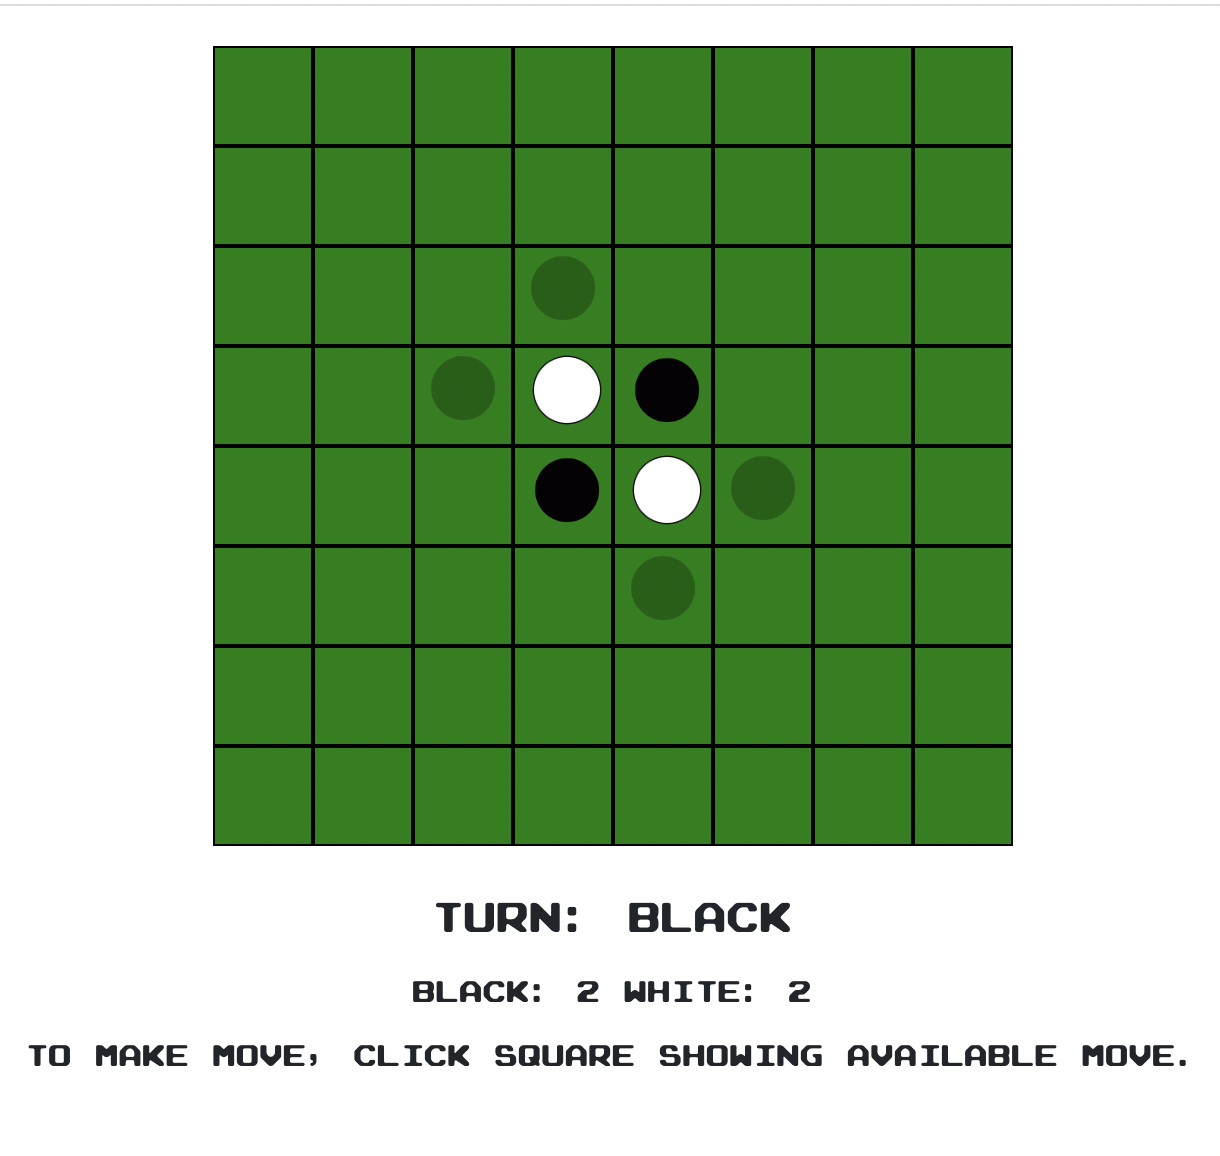 TURN: BLACK
BLACK: 2 WHITE: 2
TO MAKE MOVE, CLICK SQUARE SHOWING AVAILABLE MOVE.